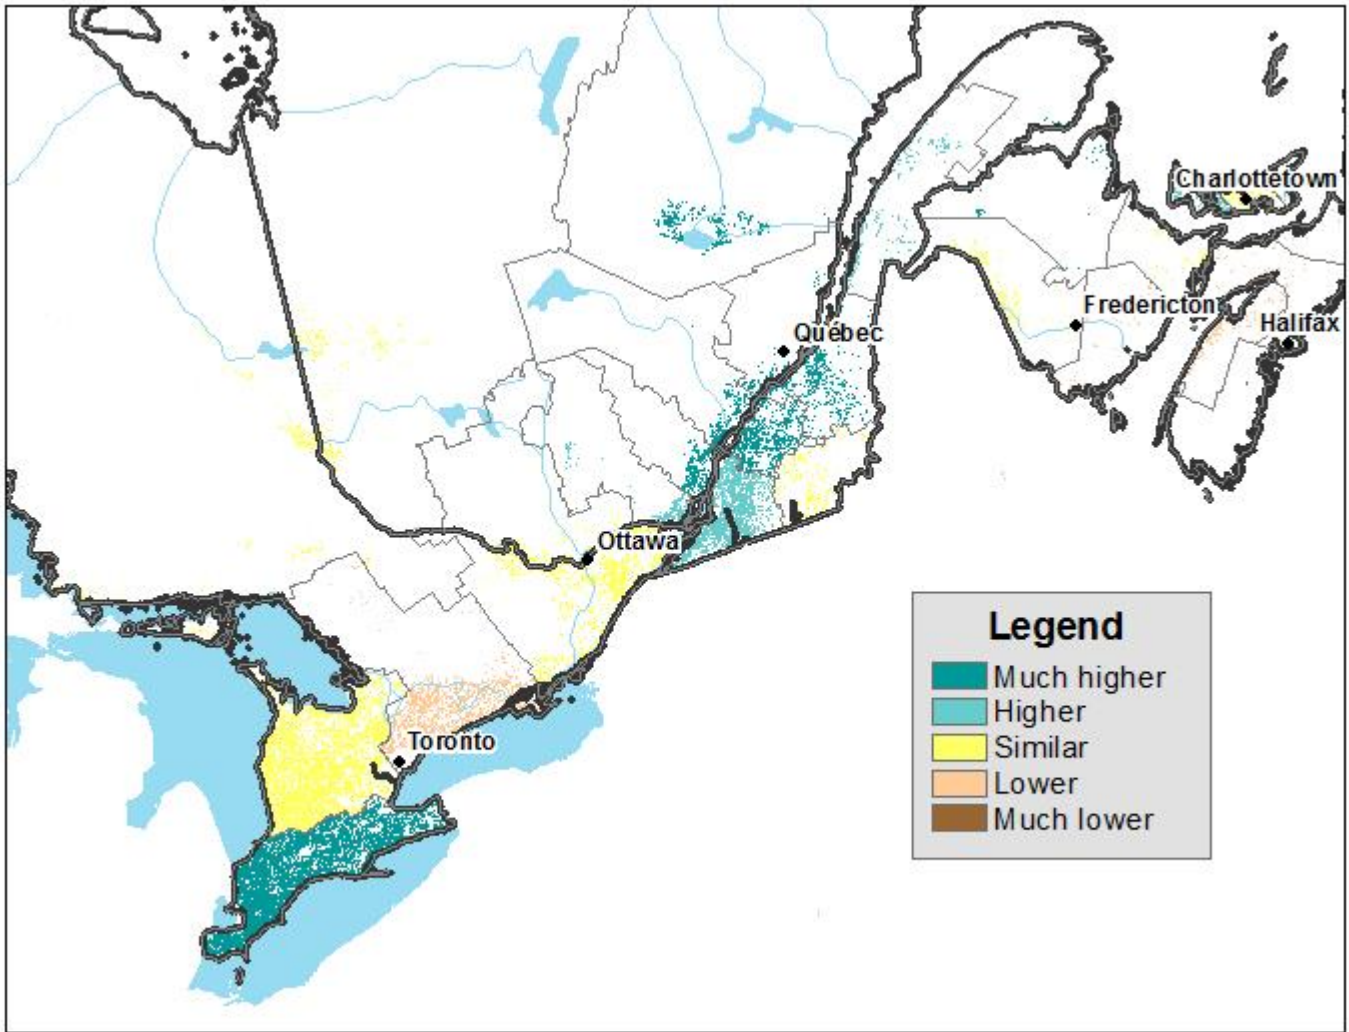 Charlottetown
Fredericton
Halifax
Québec
Ottawa
Toronto
Legend
Much higher
Higher
Similar
Lower
Much lower